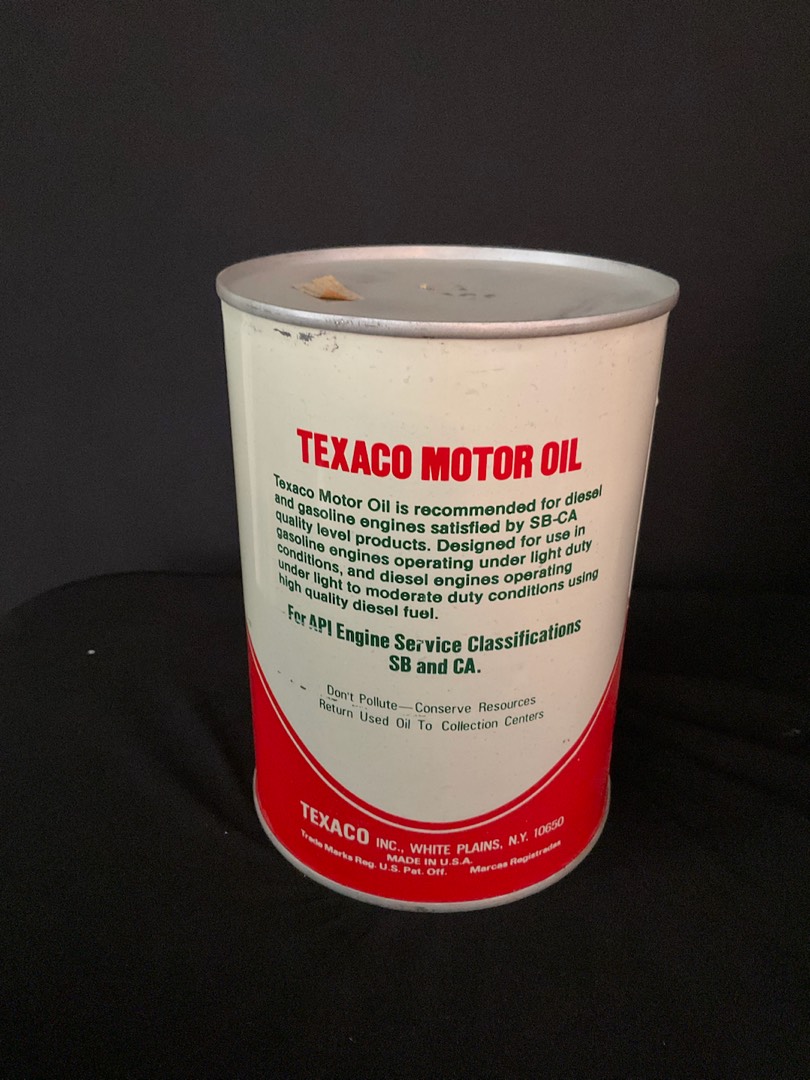 TEXACO MOTOR OIL
Texaco Motor Oil is recommended for diesel
and gasoline engines satisfied by SB-CA
quality level products. Designed for use in
gasoline engines operating under light duty
conditions, and diesel engines operating
under light to moderate duty conditions using
high quality diesel fuel.
For API Engine Service Classifications
SB and CA.
Don't Pollute—Conserve Resources
Return Used Oil To Collection Centers
TEXACO INC., WHITE PLAINS, N.Y. 10650
MADE IN U.S.A.
Trade Marks Reg. U.S. Pat. Off. Marcas Registradas